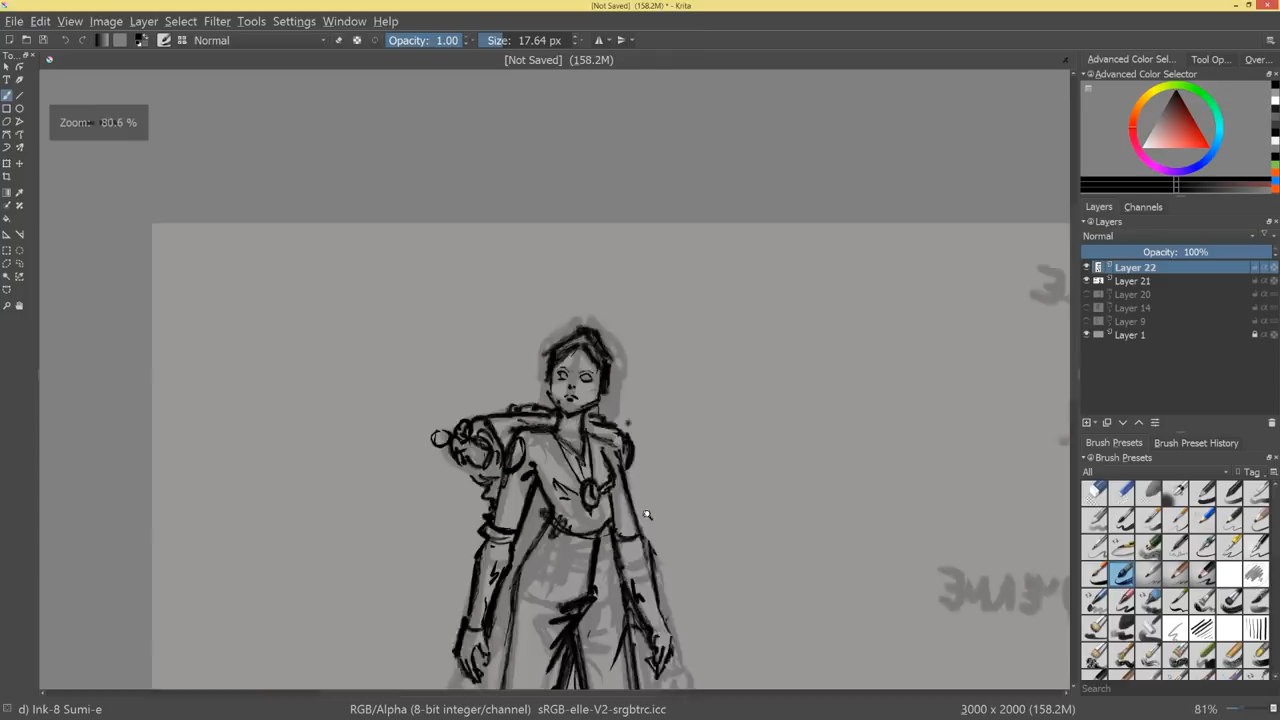 [Not Saved] (158.2M) * - Krita
File Edit View Image Layer Select Filter Tools Settings Window Help
Normal
Opacity: 1.00
Size: 17.64 px
To...
[Not Saved] (158.2M)
Advanced Color Sel...
Tool Op...
Over...
Advanced Color Selector
Zoom: 80.6 %
Layers
Channels
Layers
Normal
Opacity: 100%
Layer 22
Layer 21
Layer 20
Layer 14
Layer 9
Layer 1
Brush Presets
Brush Preset History
Brush Presets
All
Tag
Search
d) Ink-8 Sumi-e
RGB/Alpha (8-bit integer/channel) sRGB-elle-V2-srgbtrc.icc
3000 x 2000 (158.2M)
81%